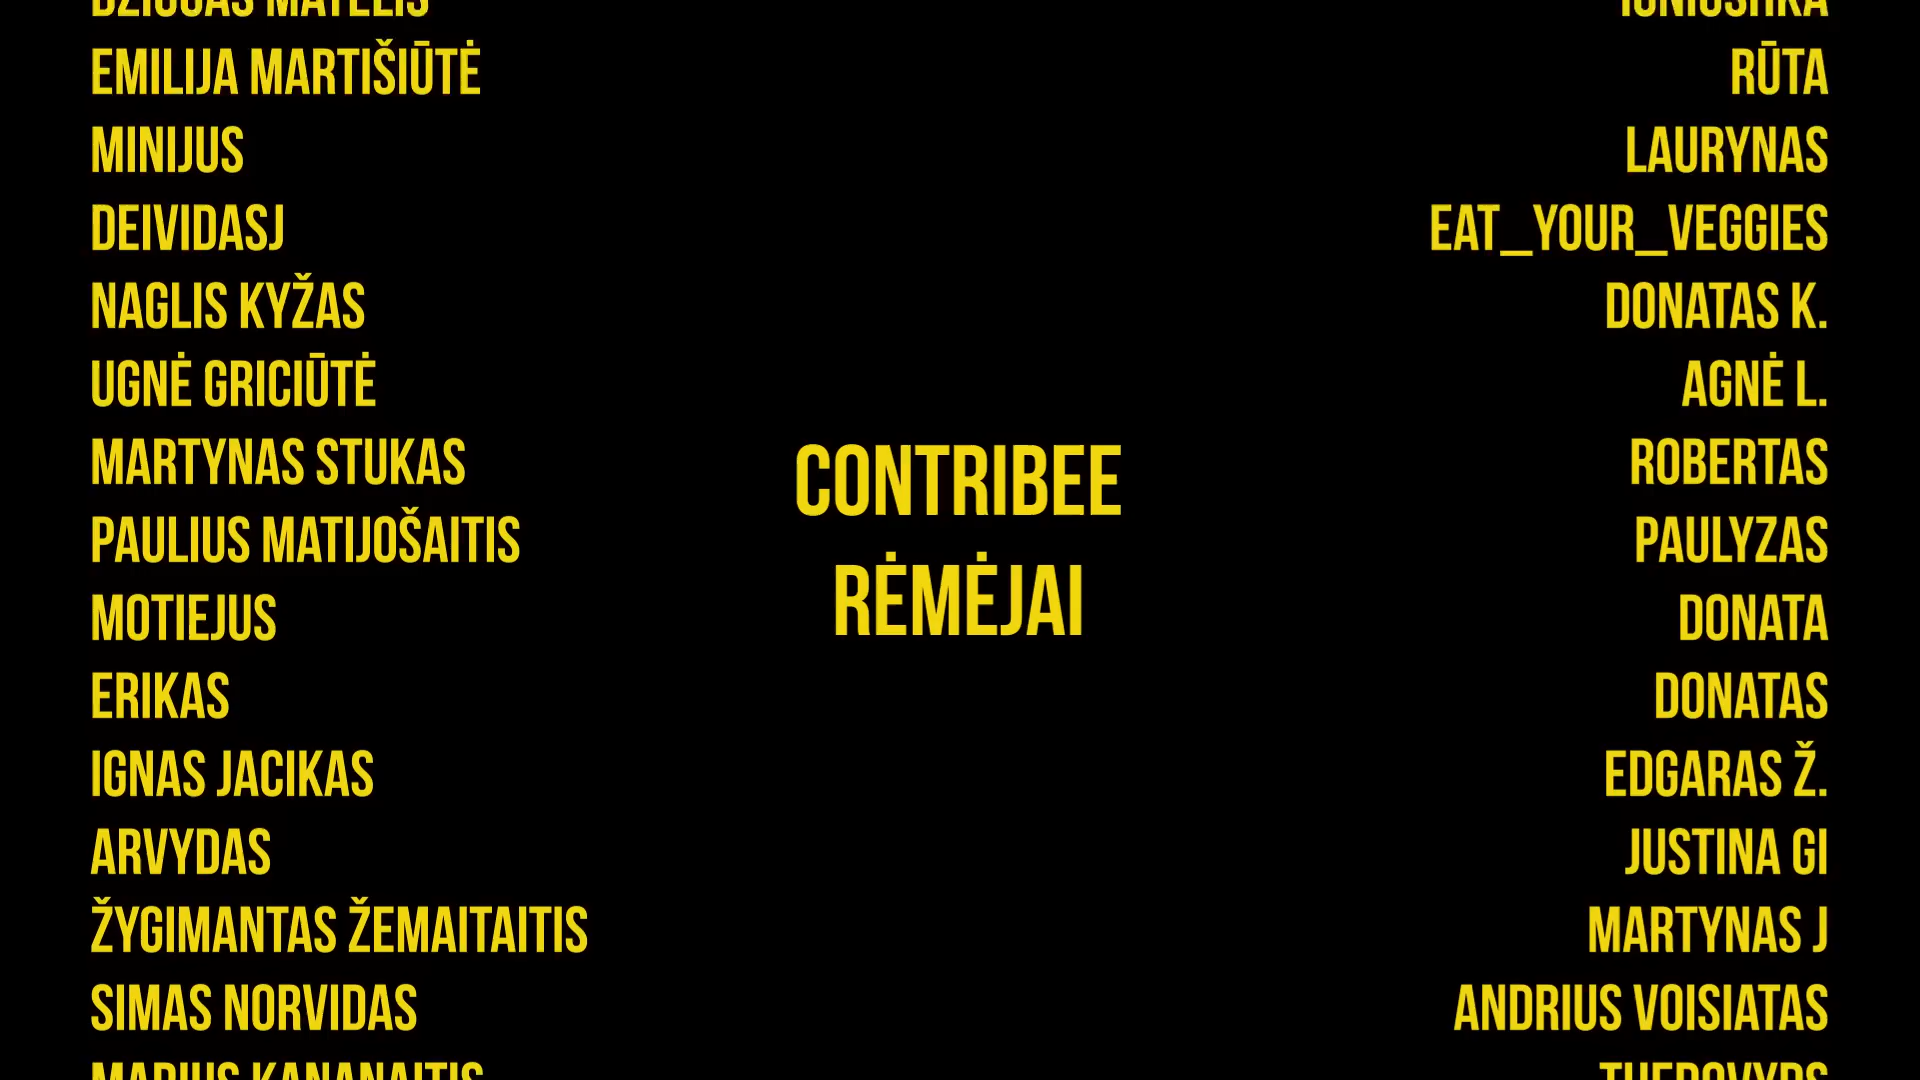 EMILIJA MARTIŠIŪTĖ
MINIJUS
DEIVIDASJ
NAGLIS KYŽAS
UGNĖ GRICIŪTĖ
MARTYNAS STUKAS
PAULIUS MATIJOŠAITIS
MOTIEJUS
ERIKAS
IGNAS JACIKAS
ARVYDAS
ŽYGIMANTAS ŽEMAITAITIS
SIMAS NORVIDAS
MARIUS KANANAITIS
CONTRIBEE
RĖMĖJAI
RŪTA
LAURYNAS
EAT_YOUR_VEGGIES
DONATAS K.
AGNĖ L.
ROBERTAS
PAULYZAS
DONATA
DONATAS
EDGARAS Ž.
JUSTINA GI
MARTYNAS J
ANDRIUS VOISIATAS